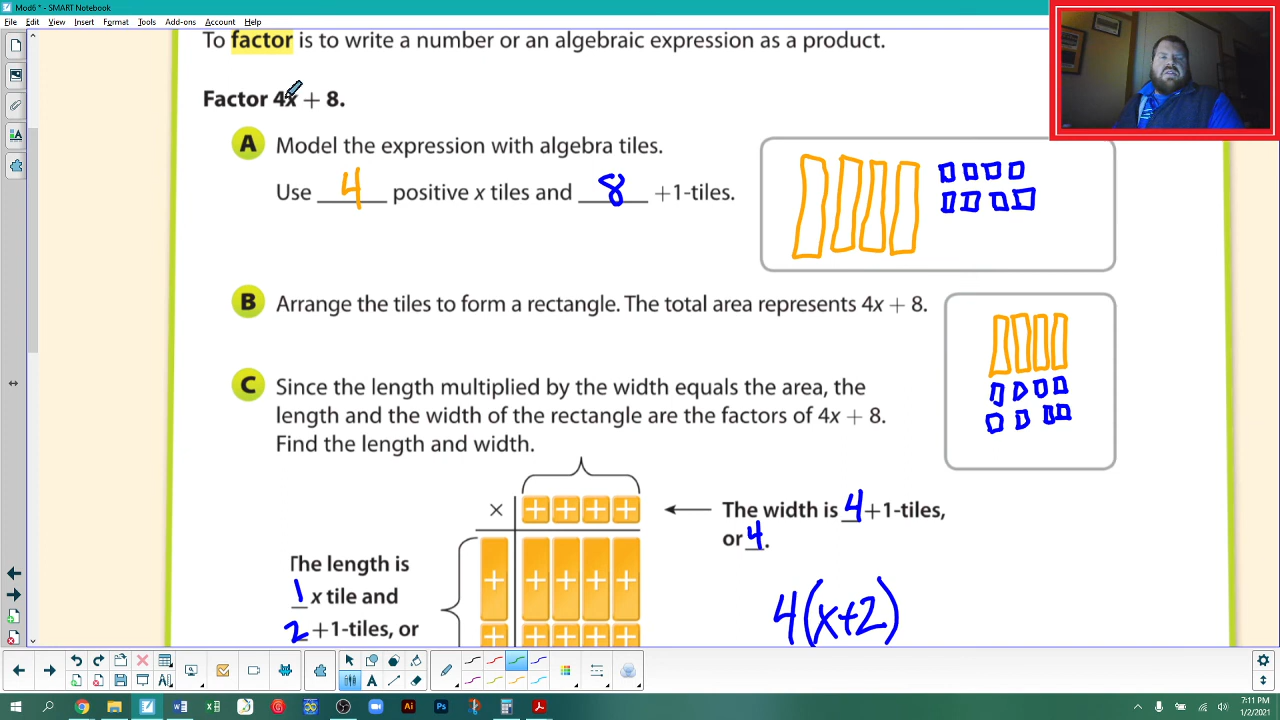 Mod6 * - SMART Notebook
File Edit View Insert Format Tools Add-ons Account Help
To factor is to write a number or an algebraic expression as a product.
Factor 4x + 8.
A Model the expression with algebra tiles.
Use 4 positive x tiles and 8 +1-tiles.
B Arrange the tiles to form a rectangle. The total area represents 4x + 8.
C Since the length multiplied by the width equals the area, the
length and the width of the rectangle are the factors of 4x + 8.
Find the length and width.
× + + + +
The width is 4 +1-tiles,
or 4.
The length is
1 x tile and
2 +1-tiles, or
+ + + + +
+ + + + +
4(x+2)
7:11 PM
1/2/2021